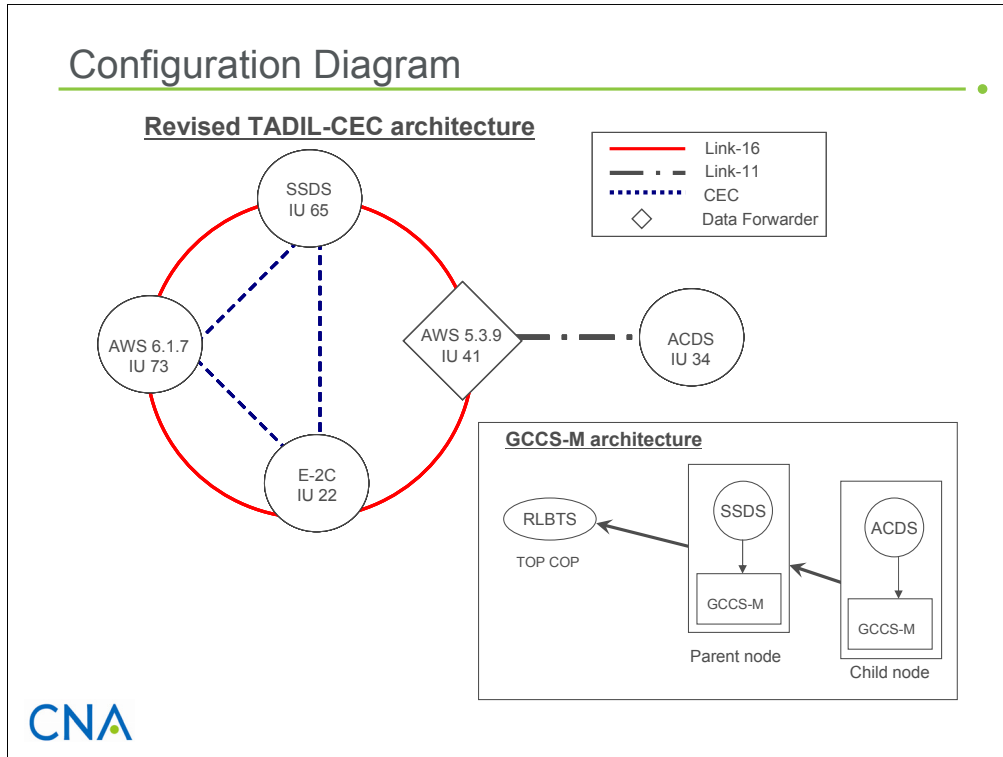 Configuration Diagram
Revised TADIL-CEC architecture
Link-16
Link-11
CEC
Data Forwarder
SSDS
IU 65
AWS 6.1.7
IU 73
AWS 5.3.9
IU 41
ACDS
IU 34
E-2C
IU 22
GCCS-M architecture
RLBTS
TOP COP
SSDS
GCCS-M
Parent node
ACDS
GCCS-M
Child node
CNA